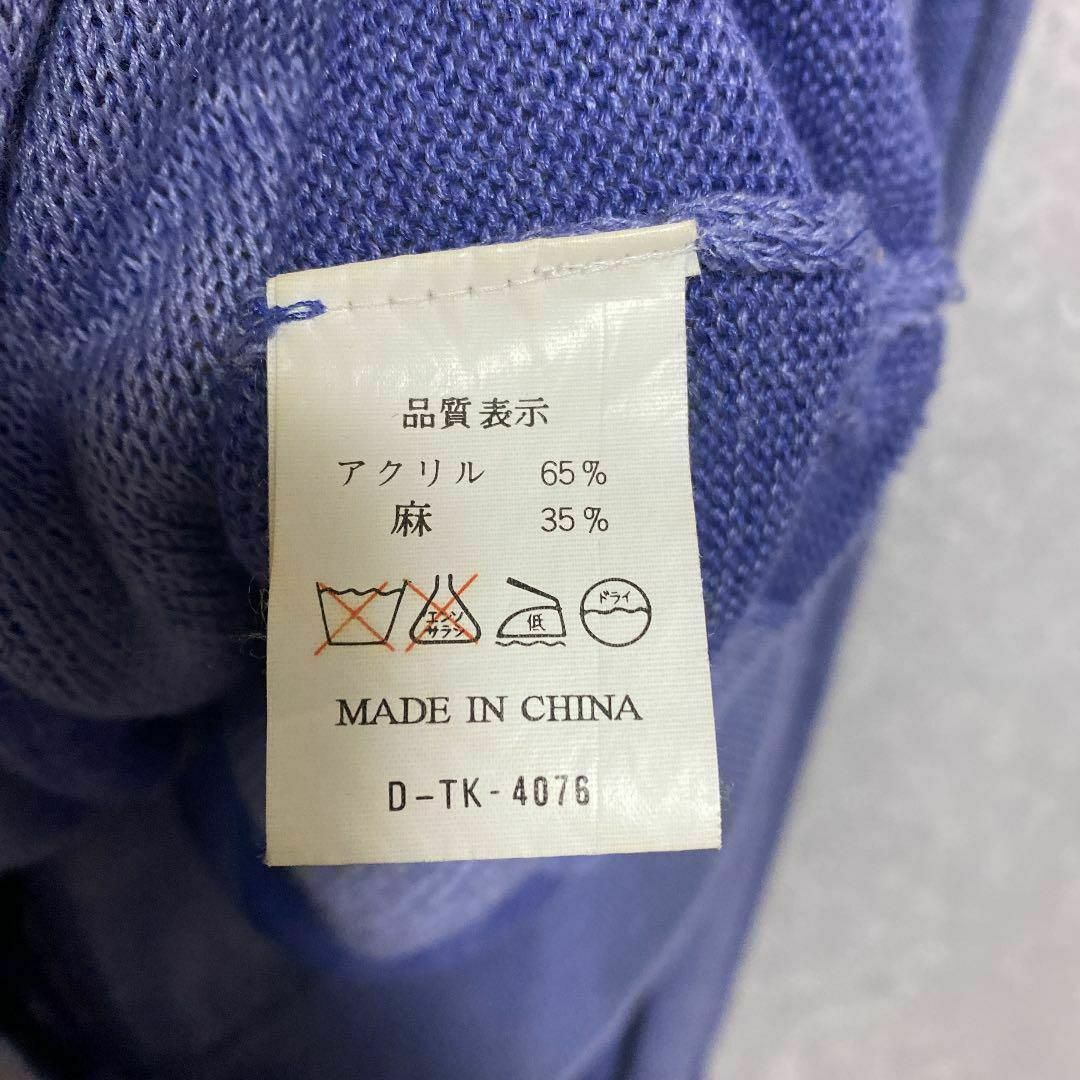 品質表示
アクリル 65%
麻 35%
エンソ
サラン
低
ドライ
MADE IN CHINA
D-TK-4076